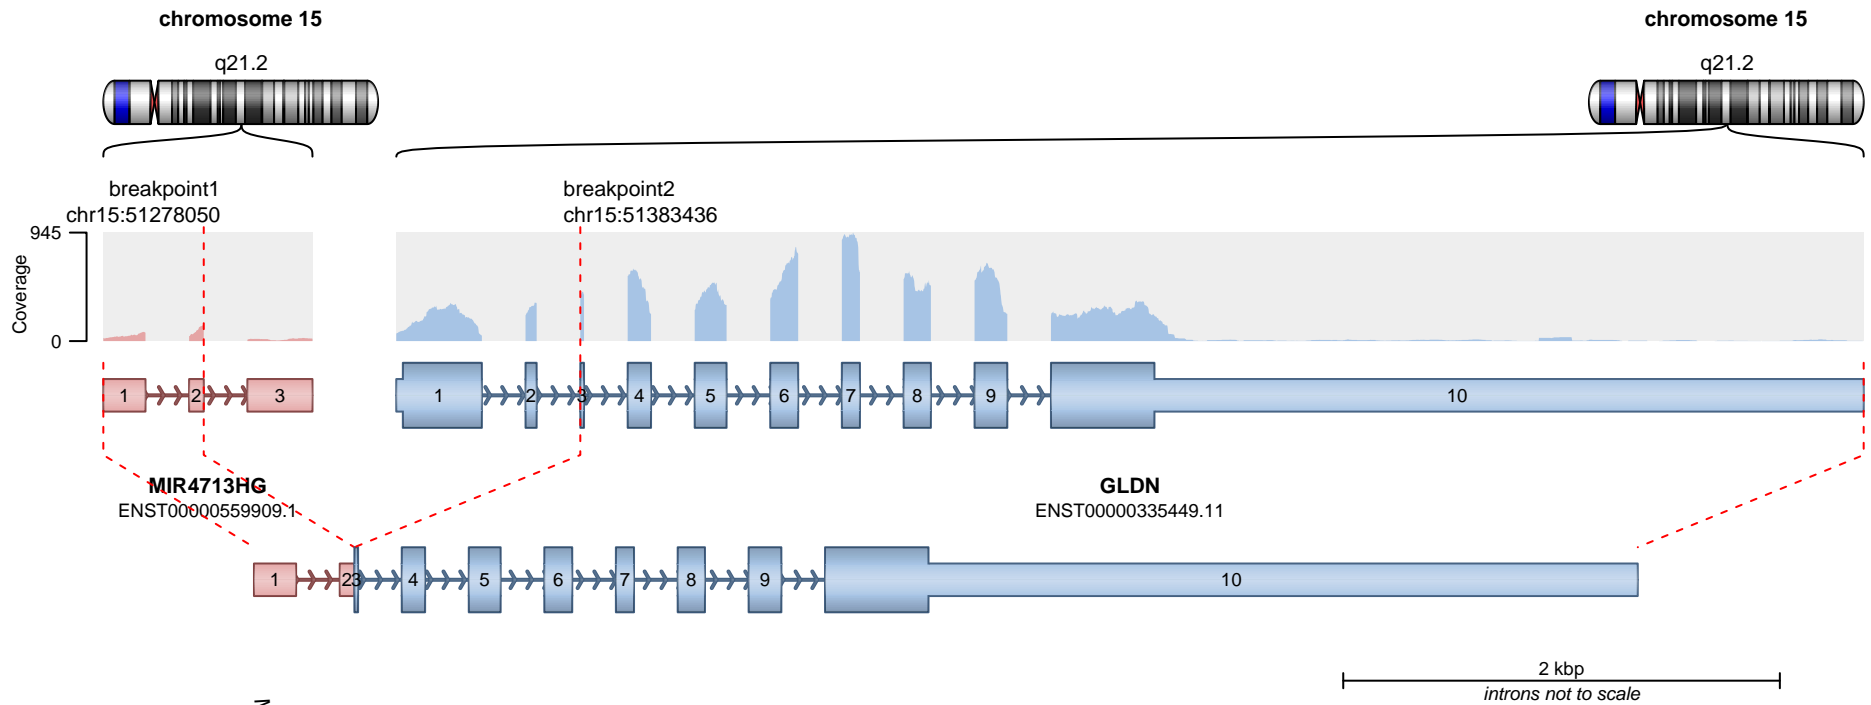 chromosome 15
chromosome 15
q21.2
q21.2
breakpoint1
chr15:51278050
breakpoint2
chr15:51383436
945
0
Coverage
1 2 3
1 2 3 4 5 6 7 8 9 10
MIR4713HG
ENST00000559909.1
GLDN
ENST00000335449.11
1 2 3 4 5 6 7 8 9 10
2 kbp
introns not to scale